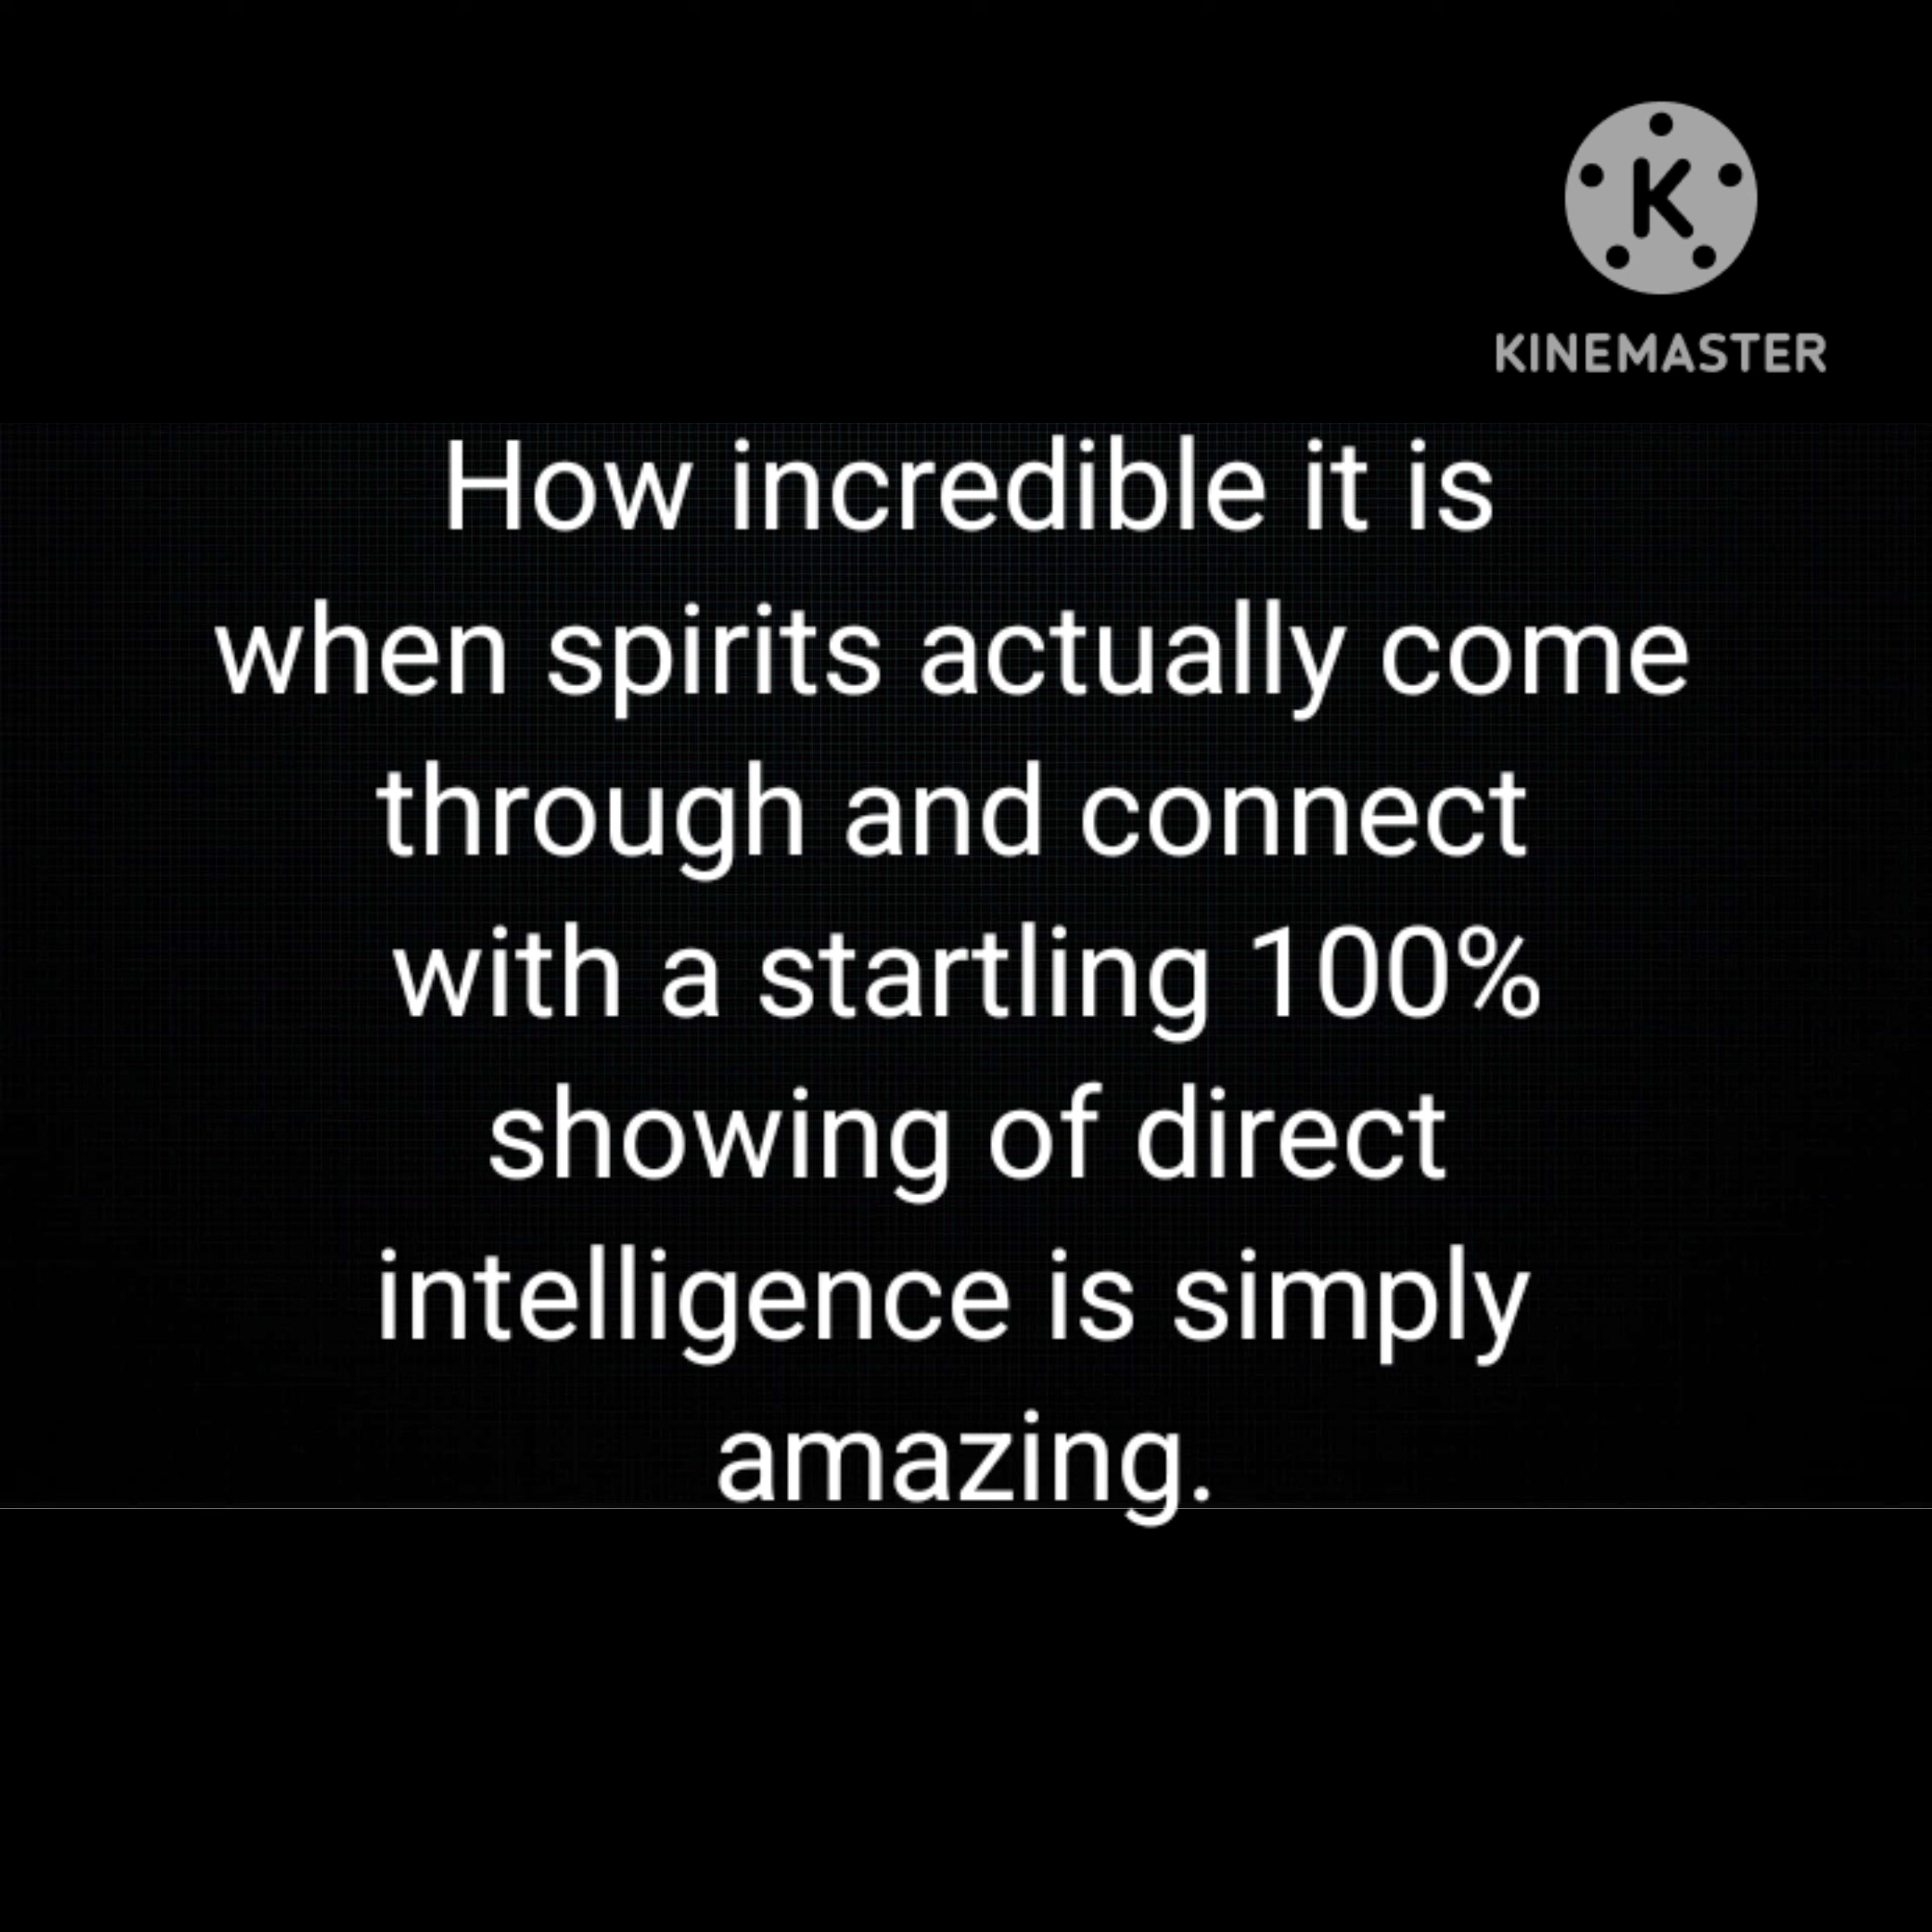 K
KINEMASTER
How incredible it is
when spirits actually come
through and connect
with a startling 100%
showing of direct
intelligence is simply
amazing.